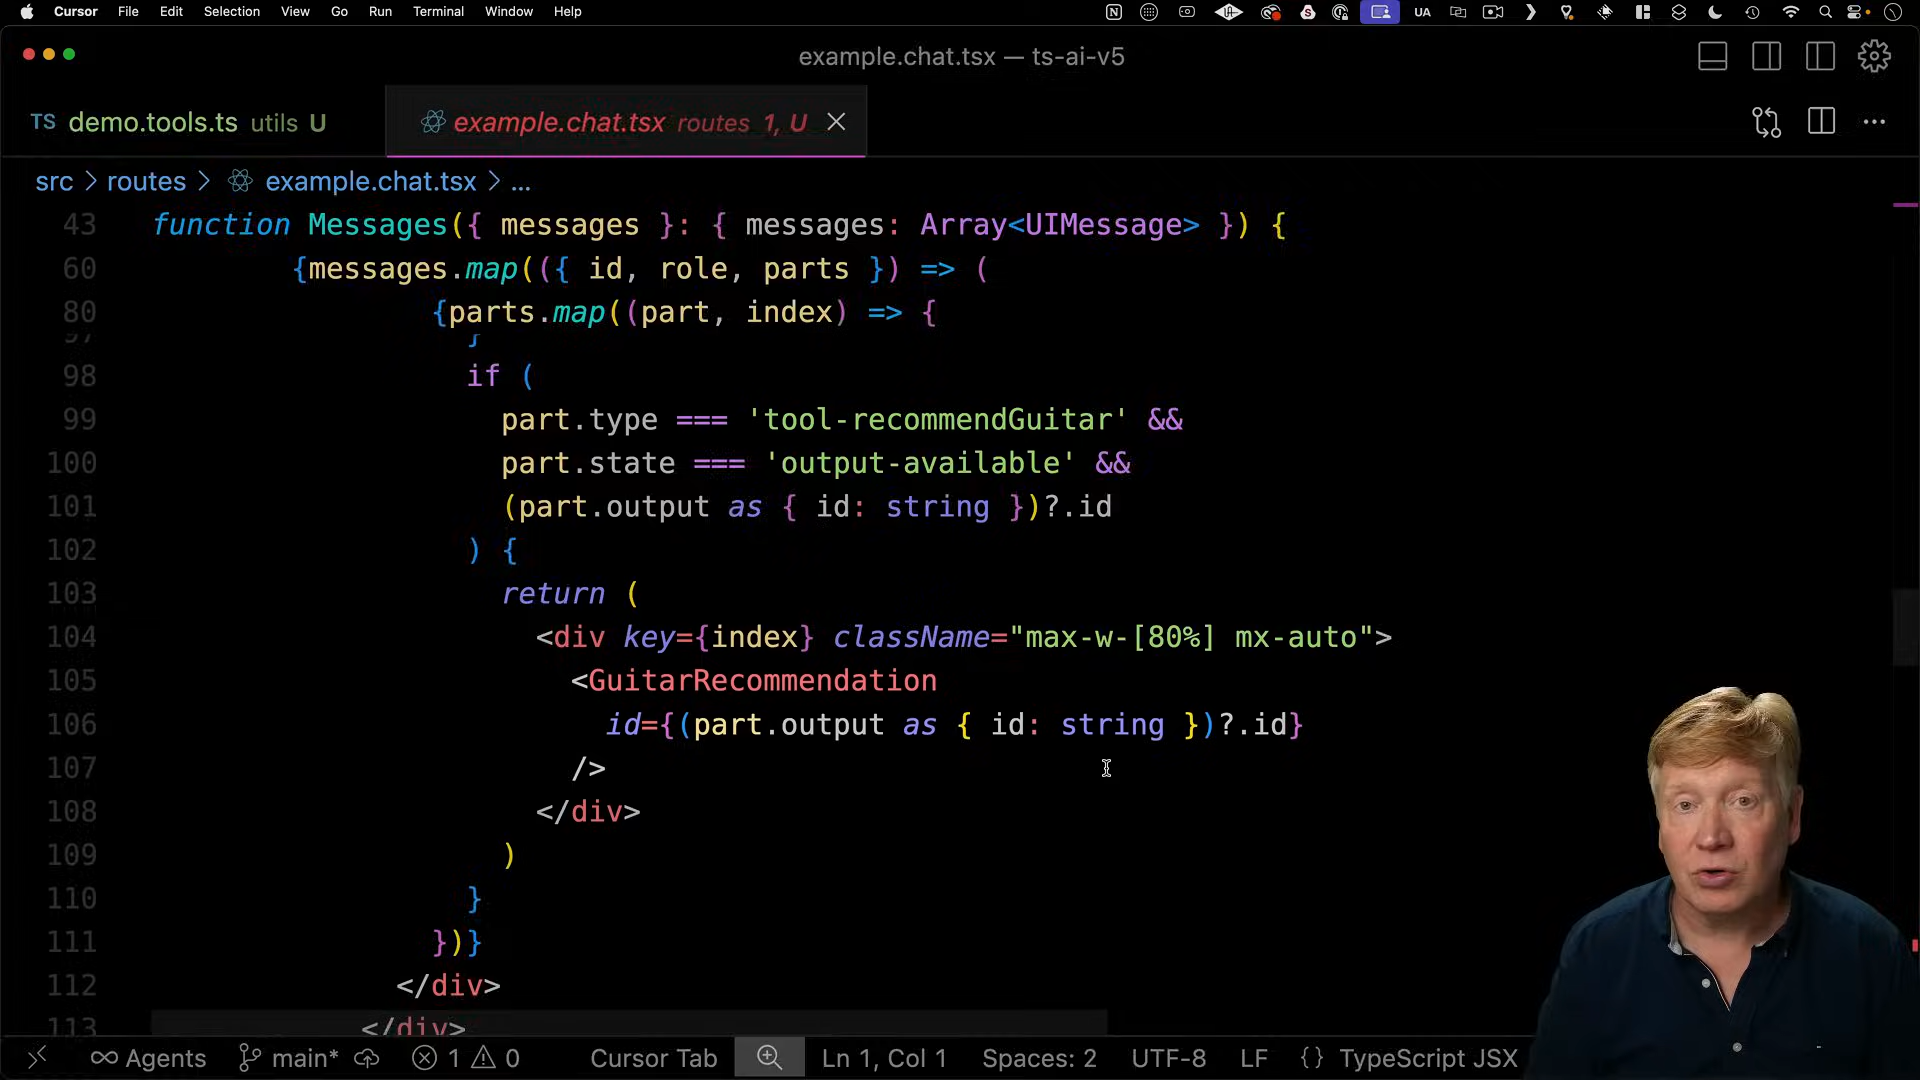 Cursor File Edit Selection View Go Run Terminal Window Help
UA
example.chat.tsx — ts-ai-v5
TS demo.tools.ts utils U
example.chat.tsx routes 1, U
src > routes > example.chat.tsx > ...
43 function Messages({ messages }: { messages: Array<UIMessage> }) {
60 {messages.map(({ id, role, parts }) => (
80 {parts.map((part, index) => {
97 }
98 if (
99 part.type === 'tool-recommendGuitar' &&
100 part.state === 'output-available' &&
101 (part.output as { id: string })?.id
102 ) {
103 return (
104 <div key={index} className="max-w-[80%] mx-auto">
105 <GuitarRecommendation
106 id={(part.output as { id: string })?.id}
107 />
108 </div>
109 )
110 }
111 })}
112 </div>
113 </div>
Agents main* 1 0 Cursor Tab Ln 1, Col 1 Spaces: 2 UTF-8 LF {} TypeScript JSX